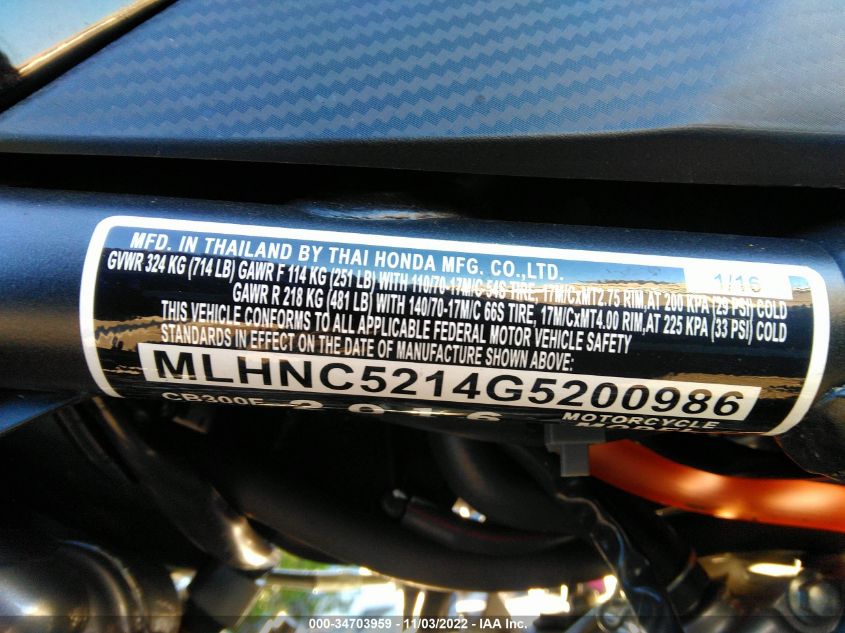 MFD. IN THAILAND BY THAI HONDA MFG. CO.,LTD. 1/16
GVWR 324 KG (714 LB) GAWR F 114 KG (251 LB) WITH 110/70-17M/C 54S TIRE, 17M/CxMT2.75 RIM,AT 200 KPA (29 PSI) COLD
GAWR R 218 KG (481 LB) WITH 140/70-17M/C 66S TIRE, 17M/CxMT4.00 RIM,AT 225 KPA (33 PSI) COLD
THIS VEHICLE CONFORMS TO ALL APPLICABLE FEDERAL MOTOR VEHICLE SAFETY
STANDARDS IN EFFECT ON THE DATE OF MANUFACTURE SHOWN ABOVE:
MLHNC5214G5200986
CB300F 2016 MOTORCYCLE
000-34703959 - 11/03/2022 - IAA Inc.